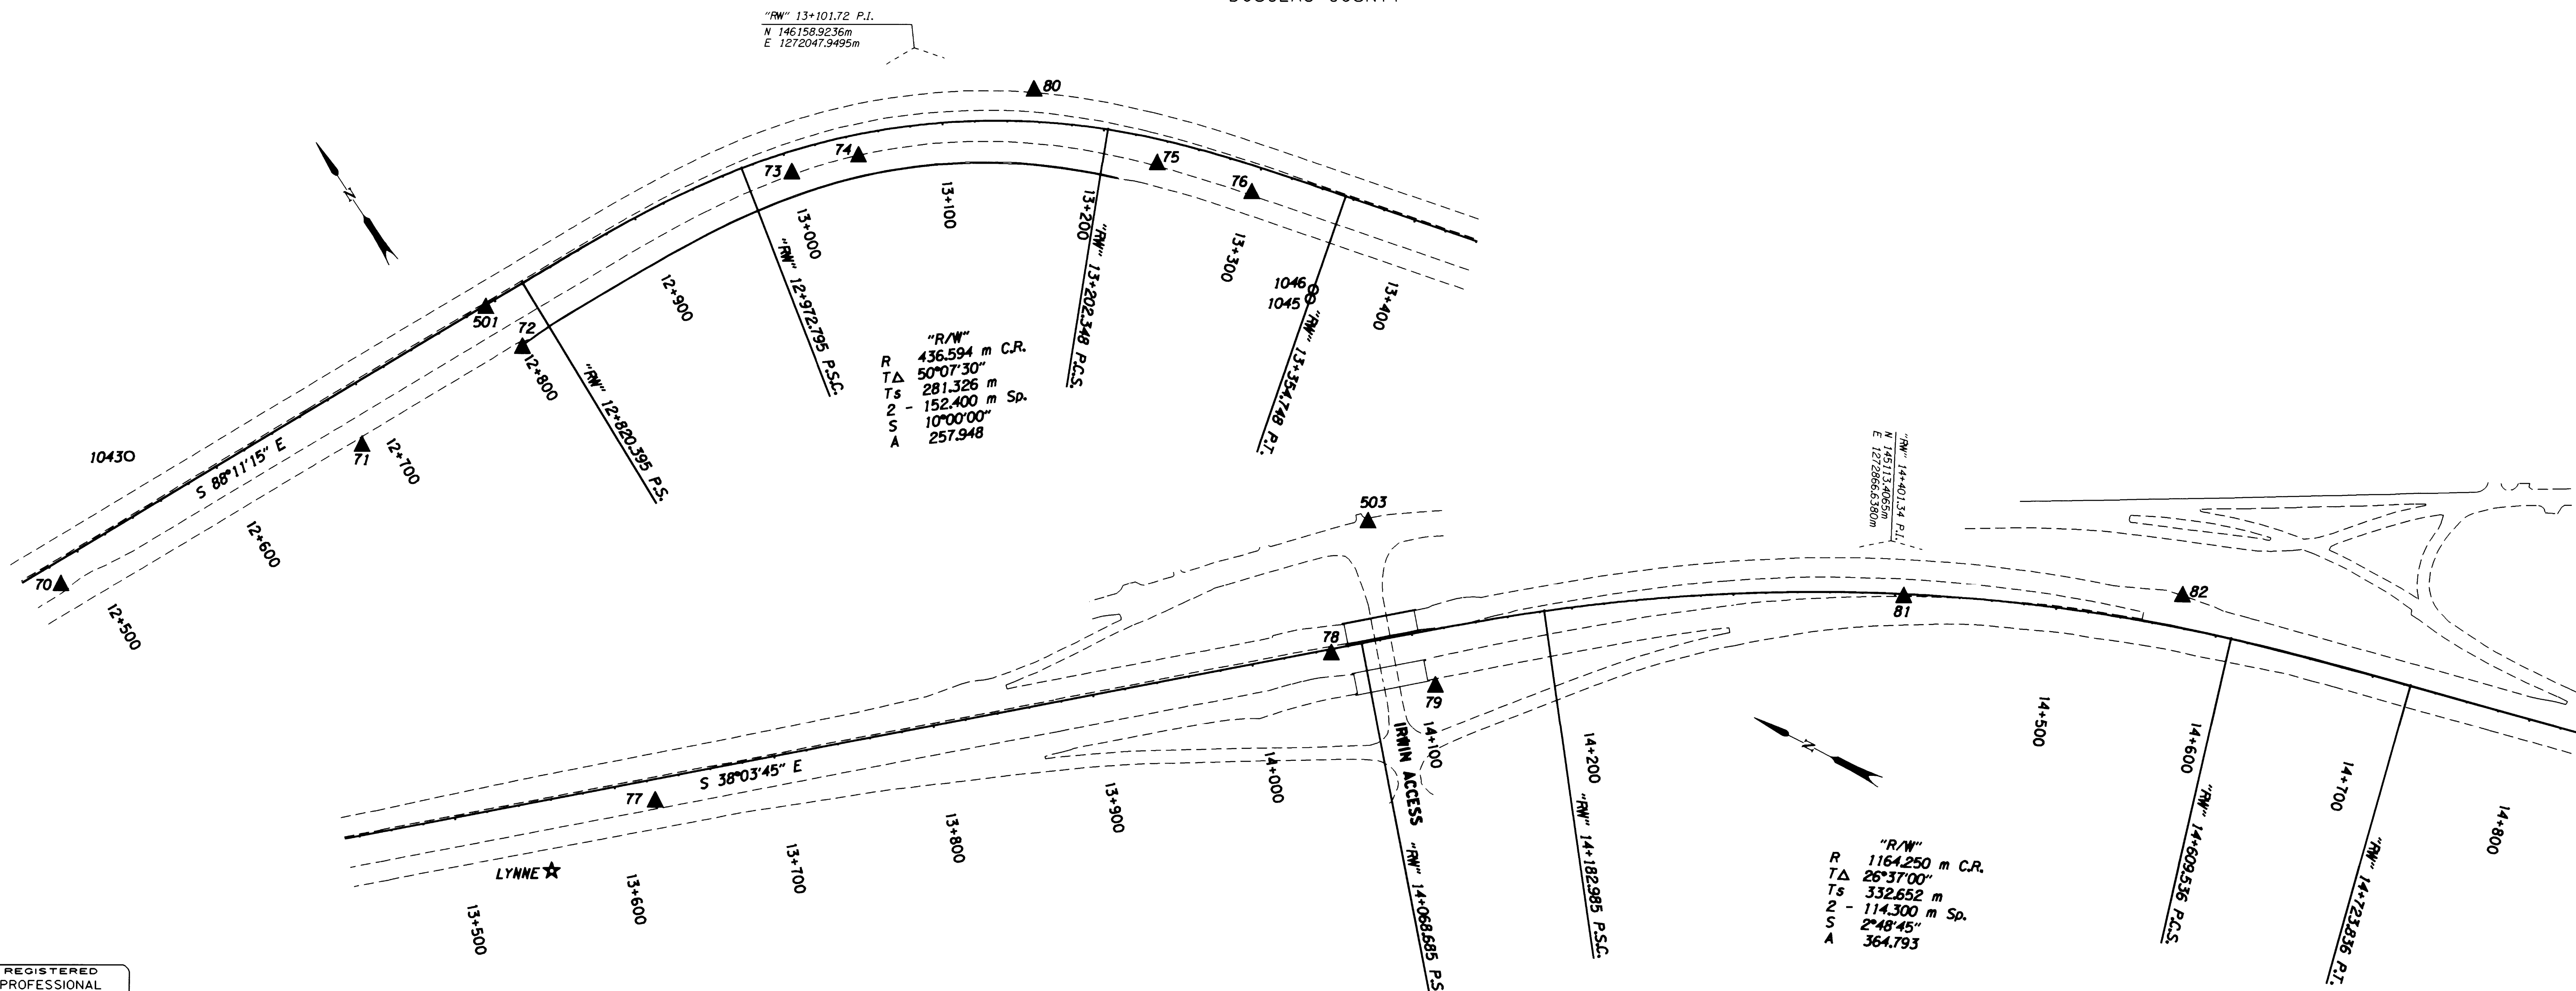 "RW" 13+101.72 P.I.
N 146158.9236m
E 1272047.9495m
80
74
73
75
76
N
13+100
13+200
13+000
"RW" 12+972.795 P.S.C.
"RW" 13+202.348 P.C.S.
13+300
12+900
1046
1045
13+400
"RW" 13+354.748 P.T.
501
72
12+800
"RW" 12+820.395 P.S.
"R/W"
R 436.594 m C.R.
T∆ 50°07'30"
Ts 281.326 m
2 - 152.400 m Sp.
S 10°00'00"
A 257.948
1043
S 88°11'15" E
71
12+700
12+600
70
12+500
"RW" 14+401.34 P.I.
N 145113.4065m
E 1272866.6380m
503
78
79
81
82
IRWIN ACCESS
14+100
14+200
14+500
14+600
14+700
14+800
N
S 38°03'45" E
77
LYNNE
13+500
13+600
13+700
13+800
13+900
14+000
"RW" 14+068.685 P.S
"RW" 14+182.985 P.S.C.
"R/W"
R 1164.250 m C.R.
T∆ 26°37'00"
Ts 332.652 m
2 - 114.300 m Sp.
S 2°48'45"
A 364.793
"RW" 14+609.536 P.C.S.
"RW" 14+723.836 P.T.
REGISTERED
PROFESSIONAL